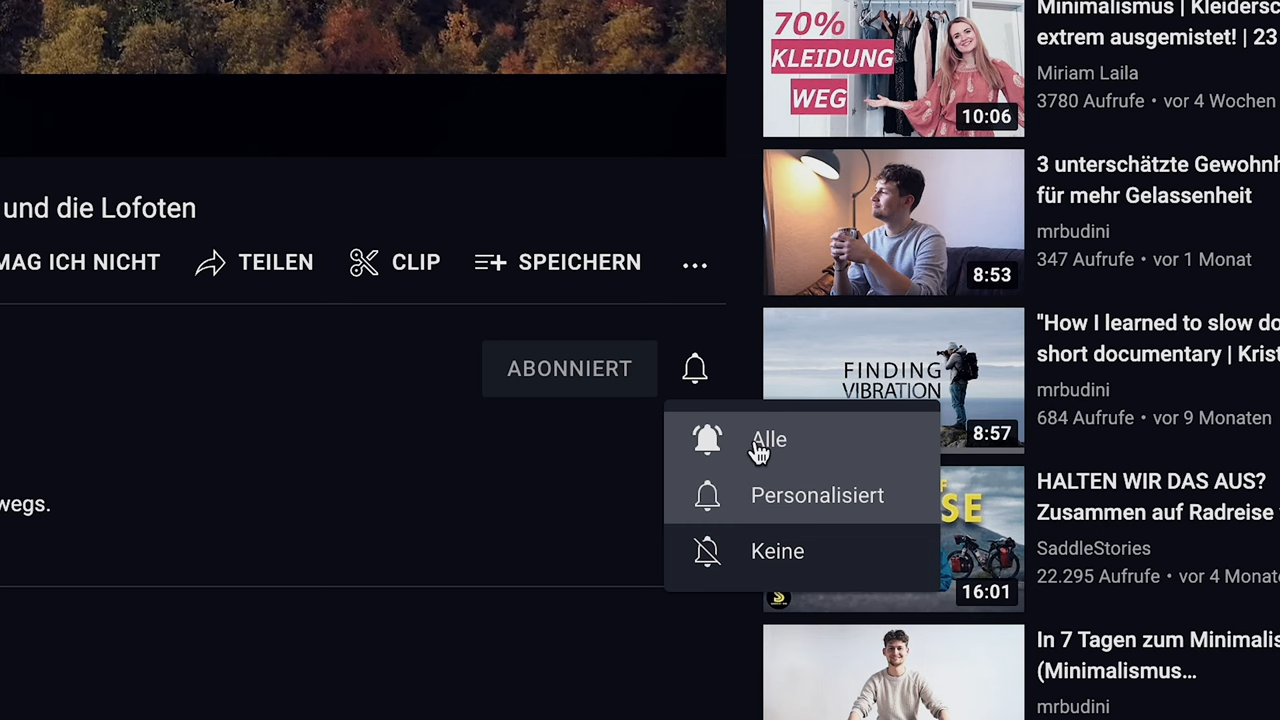 und die Lofoten
MAG ICH NICHT
TEILEN
CLIP
SPEICHERN
ABONNIERT
Alle
Personalisiert
Keine
wegs.
70%
KLEIDUNG
WEG
10:06
Minimalismus | Kleidersc
extrem ausgemistet! | 23
Miriam Laila
3780 Aufrufe • vor 4 Wochen
8:53
3 unterschätzte Gewohnh
für mehr Gelassenheit
mrbudini
347 Aufrufe • vor 1 Monat
FINDING
VIBRATION
8:57
"How I learned to slow do
short documentary | Krist
mrbudini
684 Aufrufe • vor 9 Monaten
SE
16:01
HALTEN WIR DAS AUS?
Zusammen auf Radreise
SaddleStories
22.295 Aufrufe • vor 4 Monate
In 7 Tagen zum Minimalis
(Minimalismus...
mrbudini